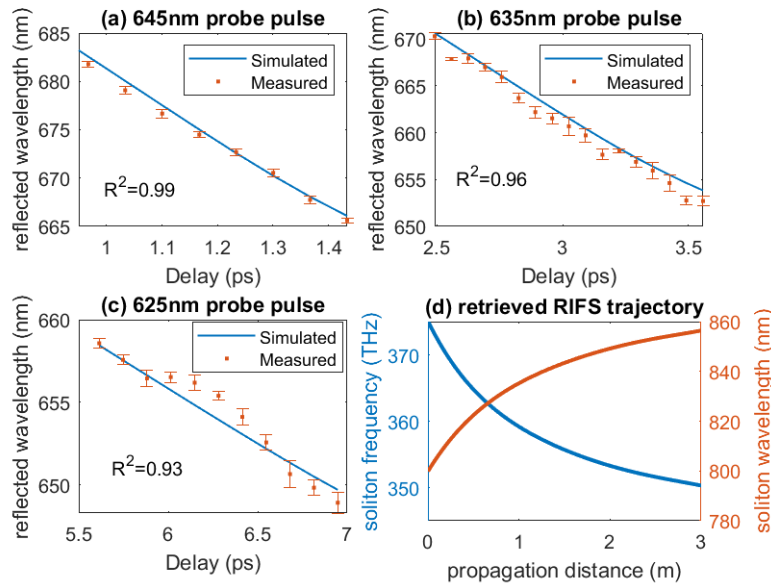 (a) 645nm probe pulse
reflected wavelength (nm)
685
680
675
670
665
Simulated
Measured
R²=0.99
1
1.1
1.2
1.3
1.4
Delay (ps)
(b) 635nm probe pulse
reflected wavelength (nm)
670
660
650
Simulated
Measured
R²=0.96
2.5
3
3.5
Delay (ps)
(c) 625nm probe pulse
reflected wavelength (nm)
660
655
650
Simulated
Measured
R²=0.93
5.5
6
6.5
7
Delay (ps)
(d) retrieved RIFS trajectory
soliton frequency (THz)
370
360
350
860
840
820
800
780
soliton wavelength (nm)
0
1
2
3
propagation distance (m)